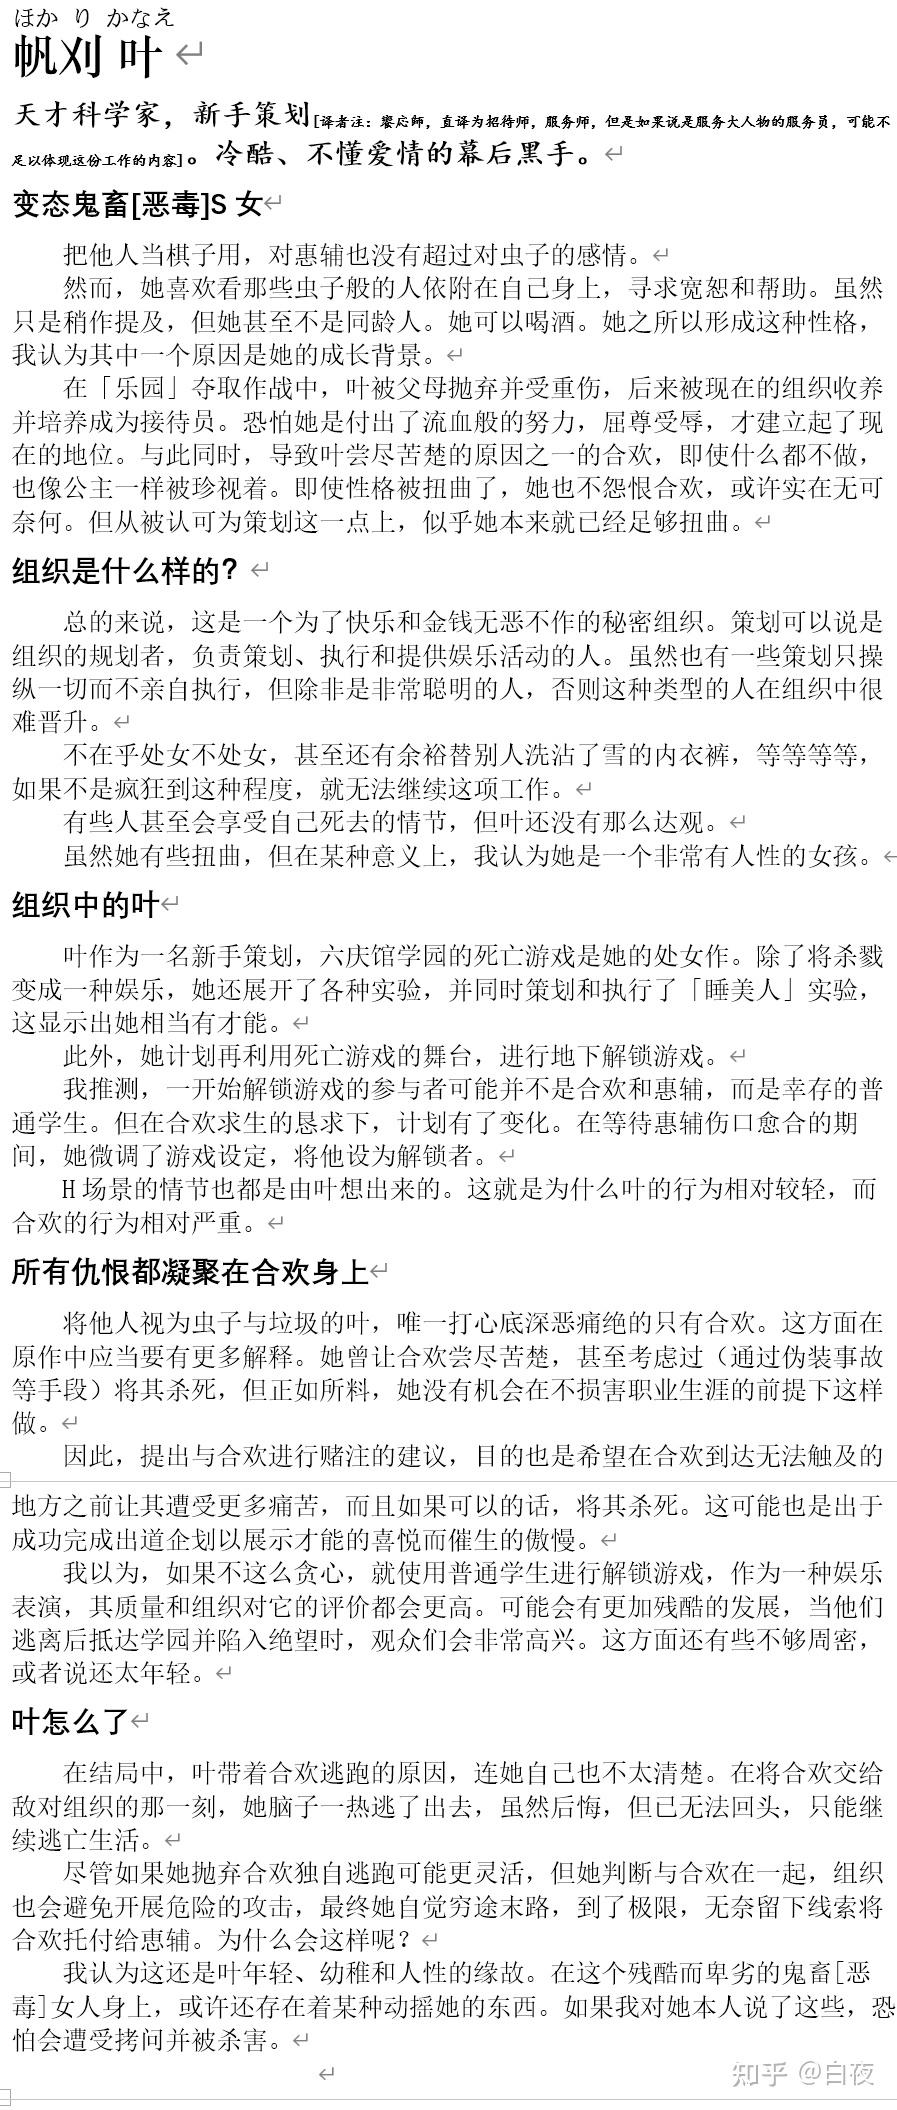 ほか り かなえ
帆刈 叶
天才科学家，新手策划[译者注：饗応師，直译为招待师，服务师，但是如果说是服务大人物的服务员，可能不
足以体现这份工作的内容]。冷酷、不懂爱情的幕后黑手。
变态鬼畜[恶毒]S 女
把他人当棋子用，对惠辅也没有超过对虫子的感情。
然而，她喜欢看那些虫子般的人依附在自己身上，寻求宽恕和帮助。虽然
只是稍作提及，但她甚至不是同龄人。她可以喝酒。她之所以形成这种性格，
我认为其中一个原因是她的成长背景。
在「乐园」夺取作战中，叶被父母抛弃并受重伤，后来被现在的组织收养
并培养成为接待员。恐怕她是付出了流血般的努力，屈尊受辱，才建立起了现
在的地位。与此同时，导致叶尝尽苦楚的原因之一的合欢，即使什么都不做，
也像公主一样被珍视着。即使性格被扭曲了，她也不怨恨合欢，或许实在无可
奈何。但从被认可为策划这一点上，似乎她本来就已经足够扭曲。
组织是什么样的?
总的来说，这是一个为了快乐和金钱无恶不作的秘密组织。策划可以说是
组织的规划者，负责策划、执行和提供娱乐活动的人。虽然也有一些策划只操
纵一切而不亲自执行，但除非是非常聪明的人，否则这种类型的人在组织中很
难晋升。
不在乎处女不处女，甚至还有余裕替别人洗沾了雪的内衣裤，等等等等，
如果不是疯狂到这种程度，就无法继续这项工作。
有些人甚至会享受自己死去的情节，但叶还没有那么达观。
虽然她有些扭曲，但在某种意义上，我认为她是一个非常有人性的女孩。
组织中的叶
叶作为一名新手策划，六庆馆学园的死亡游戏是她的处女作。除了将杀戮
变成一种娱乐，她还展开了各种实验，并同时策划和执行了「睡美人」实验，
这显示出她相当有才能。
此外，她计划再利用死亡游戏的舞台，进行地下解锁游戏。
我推测，一开始解锁游戏的参与者可能并不是合欢和惠辅，而是幸存的普
通学生。但在合欢求生的恳求下，计划有了变化。在等待惠辅伤口愈合的期
间，她微调了游戏设定，将他设为解锁者。
H 场景的情节也都是由叶想出来的。这就是为什么叶的行为相对较轻，而
合欢的行为相对严重。
所有仇恨都凝聚在合欢身上
将他人视为虫子与垃圾的叶，唯一打心底深恶痛绝的只有合欢。这方面在
原作中应当要有更多解释。她曾让合欢尝尽苦楚，甚至考虑过（通过伪装事故
等手段）将其杀死，但正如所料，她没有机会在不损害职业生涯的前提下这样
做。
因此，提出与合欢进行赌注的建议，目的也是希望在合欢到达无法触及的
地方之前让其遭受更多痛苦，而且如果可以的话，将其杀死。这可能也是出于
成功完成出道企划以展示才能的喜悦而催生的傲慢。
我以为，如果不这么贪心，就使用普通学生进行解锁游戏，作为一种娱乐
表演，其质量和组织对它的评价都会更高。可能会有更加残酷的发展，当他们
逃离后抵达学园并陷入绝望时，观众们会非常高兴。这方面还有些不够周密，
或者说还太年轻。
叶怎么了
在结局中，叶带着合欢逃跑的原因，连她自己也不太清楚。在将合欢交给
敌对组织的那一刻，她脑子一热逃了出去，虽然后悔，但已无法回头，只能继
续逃亡生活。
尽管如果她抛弃合欢独自逃跑可能更灵活，但她判断与合欢在一起，组织
也会避免开展危险的攻击，最终她自觉穷途末路，到了极限，无奈留下线索将
合欢托付给惠辅。为什么会这样呢？
我认为这还是叶年轻、幼稚和人性的缘故。在这个残酷而卑劣的鬼畜[恶
毒]女人身上，或许还存在着某种动摇她的东西。如果我对她本人说了这些，恐
怕会遭受拷问并被杀害。
知乎 @白夜